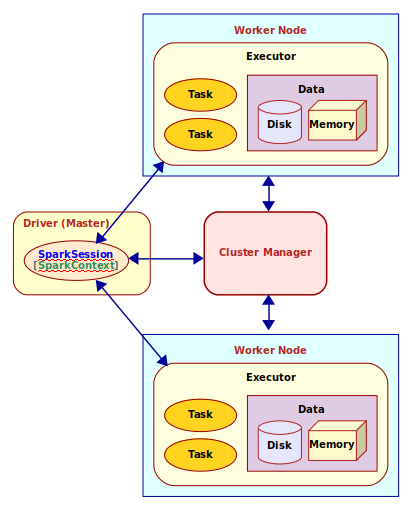 Worker Node
Executor
Task
Task
Data
Disk
Memory
Driver (Master)
SparkSession
[SparkContext]
Cluster Manager
Worker Node
Executor
Task
Task
Data
Disk
Memory